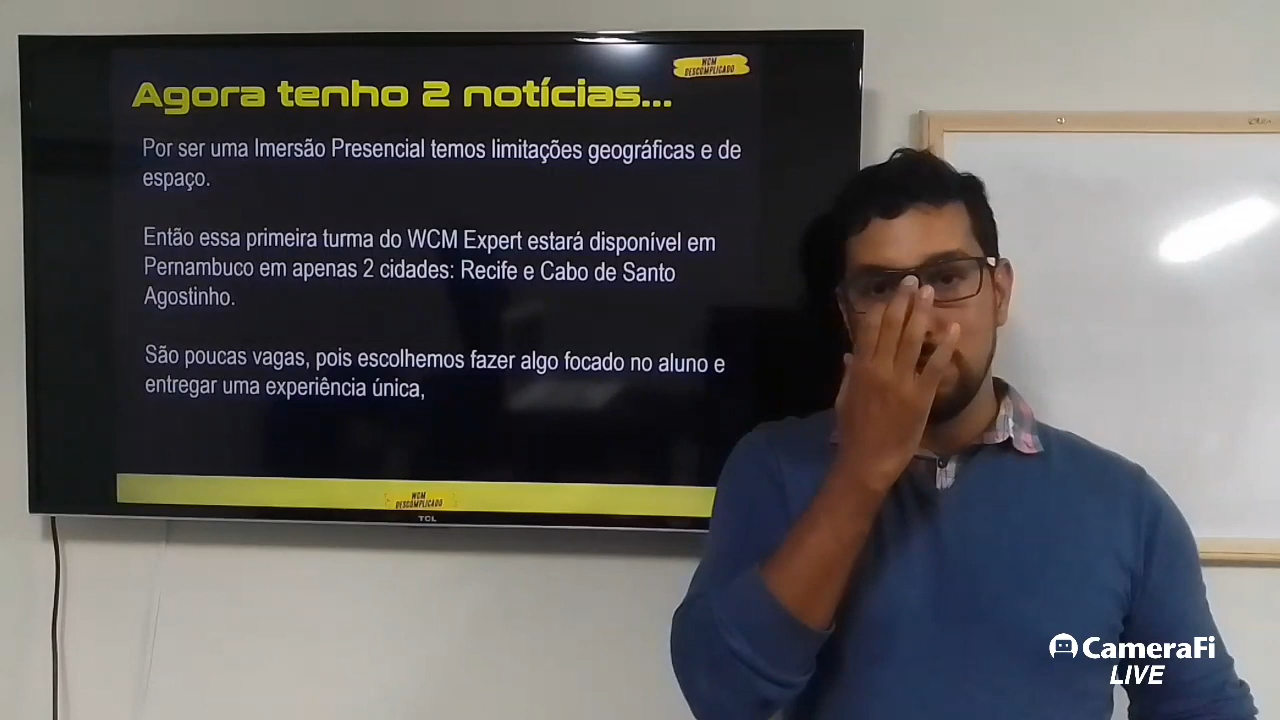 WCM
DESCOMPLICADO
Agora tenho 2 notícias...
Por ser uma Imersão Presencial temos limitações geográficas e de
espaço.
Então essa primeira turma do WCM Expert estará disponível em
Pernambuco em apenas 2 cidades: Recife e Cabo de Santo
Agostinho.
São poucas vagas, pois escolhemos fazer algo focado no aluno e
entregar uma experiência única,
WCM
DESCOMPLICADO
TCL
CameraFi
LIVE